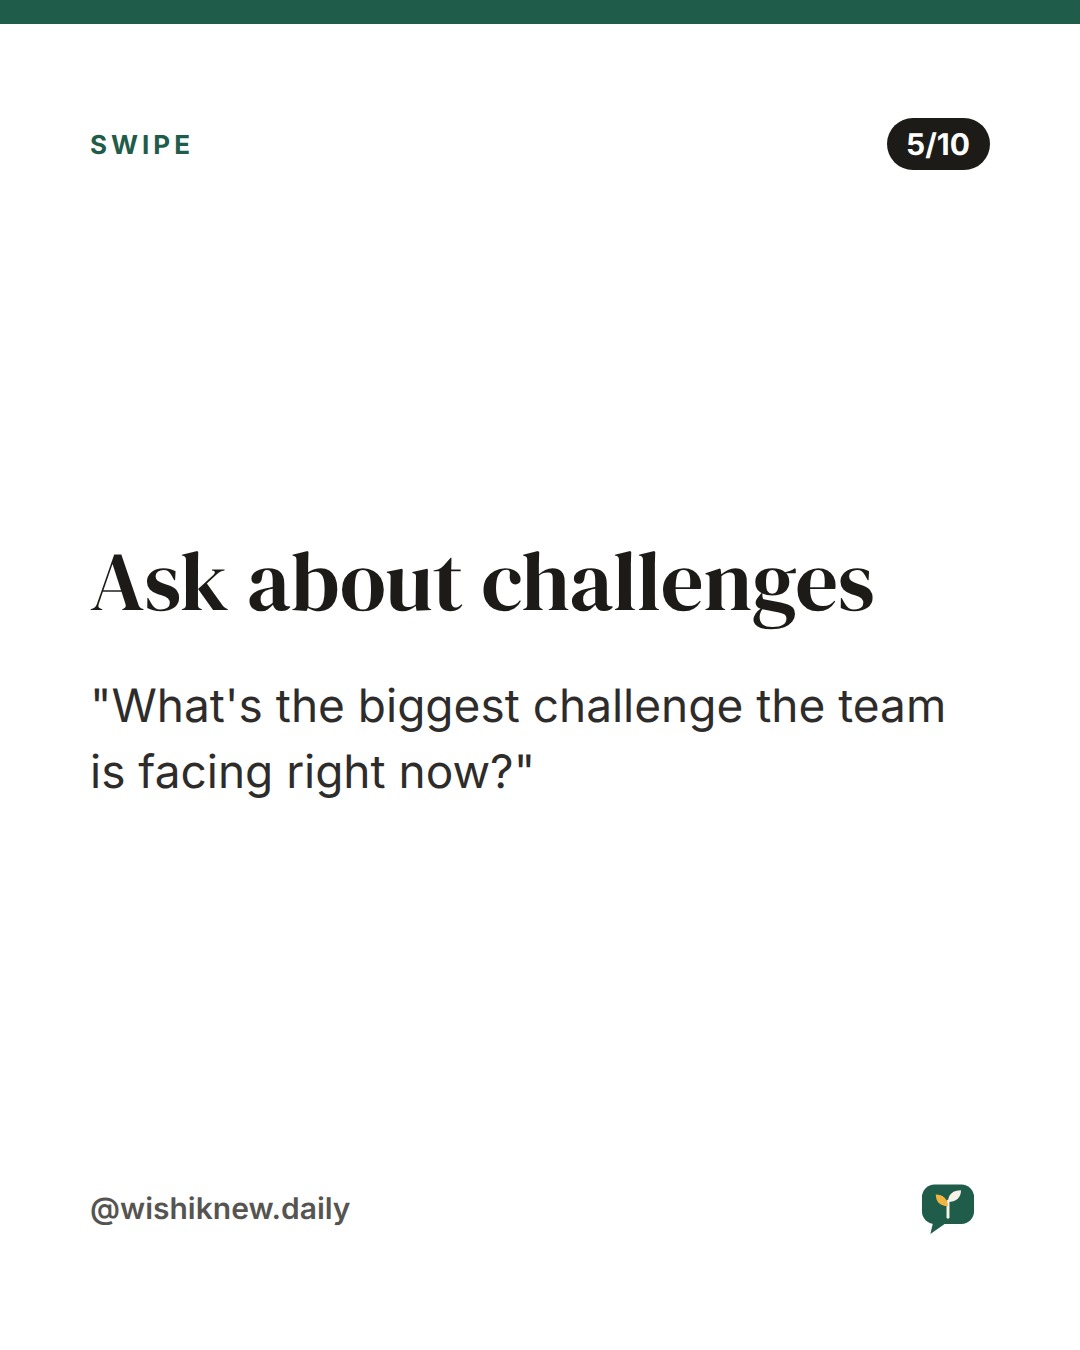 SWIPE
5/10
Ask about challenges
"What's the biggest challenge the team
is facing right now?"
@wishiknew.daily